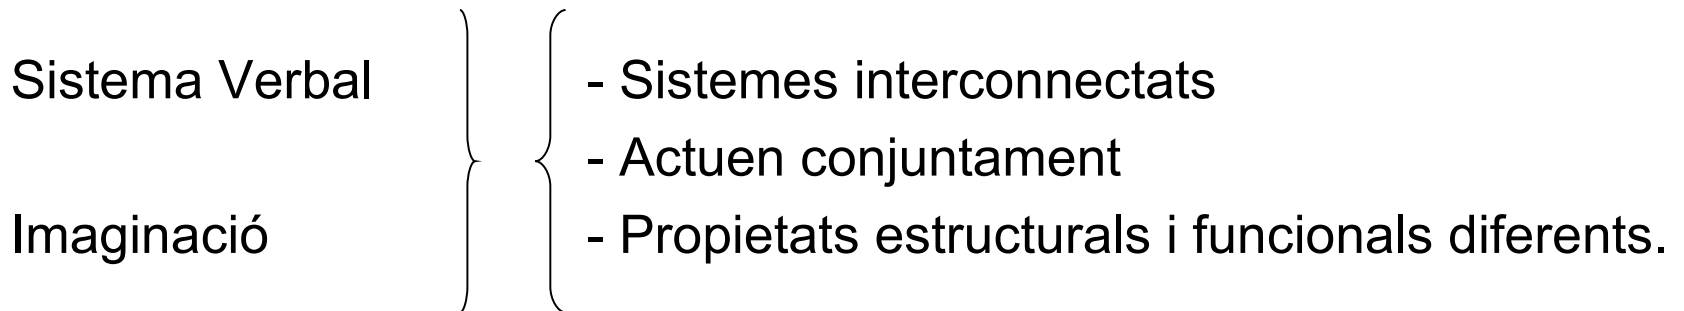 Sistema Verbal - Sistemes interconnectats
- Actuen conjuntament
Imaginació - Propietats estructurals i funcionals diferents.